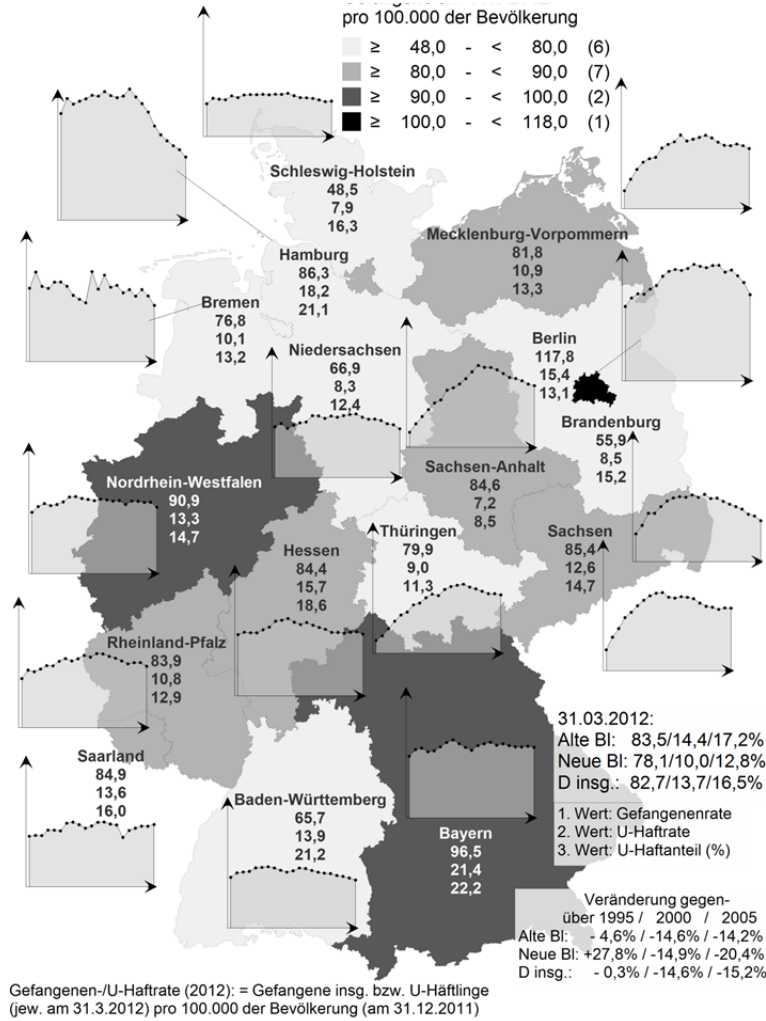 pro 100.000 der Bevölkerung
≥ 48,0 - < 80,0 (6)
≥ 80,0 - < 90,0 (7)
≥ 90,0 - < 100,0 (2)
≥ 100,0 - < 118,0 (1)
Schleswig-Holstein
48,5
7,9
16,3
Mecklenburg-Vorpommern
81,8
10,9
13,3
Hamburg
86,3
18,2
21,1
Bremen
76,8
10,1
13,2
Niedersachsen
66,9
8,3
12,4
Berlin
117,8
15,4
13,1
Brandenburg
55,9
8,5
15,2
Sachsen-Anhalt
84,6
7,2
8,5
Nordrhein-Westfalen
90,9
13,3
14,7
Thüringen
79,9
9,0
11,3
Sachsen
85,4
12,6
14,7
Hessen
84,4
15,7
18,6
Rheinland-Pfalz
83,9
10,8
12,9
Saarland
84,9
13,6
16,0
Baden-Württemberg
65,7
13,9
21,2
Bayern
96,5
21,4
22,2
31.03.2012:
Alte Bl: 83,5/14,4/17,2%
Neue Bl: 78,1/10,0/12,8%
D insg.: 82,7/13,7/16,5%
1. Wert: Gefangenenrate
2. Wert: U-Haftrate
3. Wert: U-Haftanteil (%)
Veränderung gegen-
über 1995 / 2000 / 2005
Alte Bl: - 4,6% / -14,6% / -14,2%
Neue Bl: +27,8% / -14,9% / -20,4%
D insg.: - 0,3% / -14,6% / -15,2%
Gefangenen-/U-Haftrate (2012): = Gefangene insg. bzw. U-Häftlinge
(jew. am 31.3.2012) pro 100.000 der Bevölkerung (am 31.12.2011)